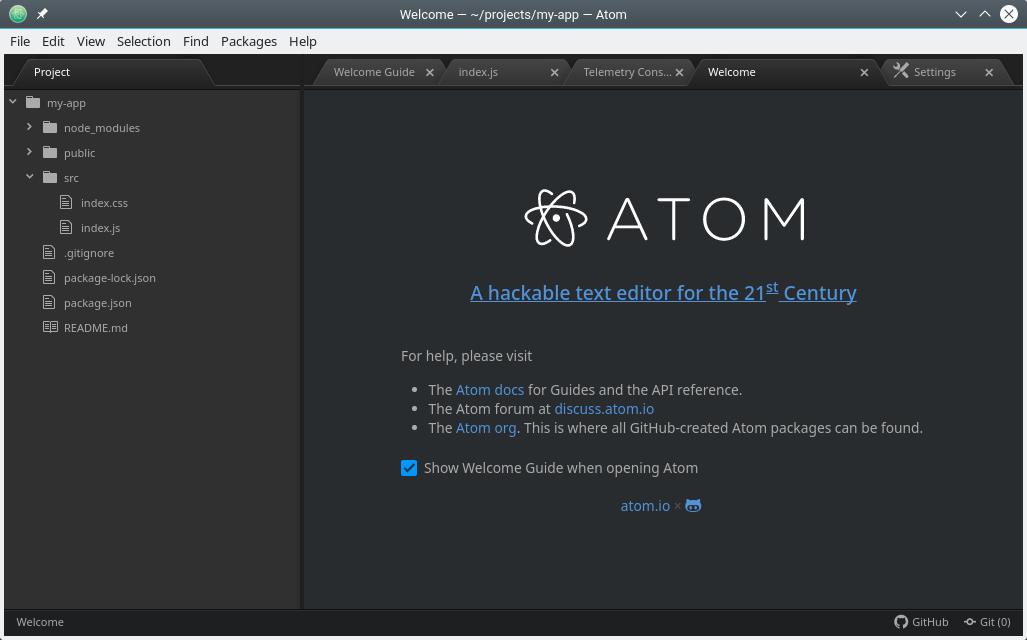 Welcome — ~/projects/my-app — Atom
File Edit View Selection Find Packages Help
Project
Welcome Guide
index.js
Telemetry Cons...
Welcome
Settings
my-app
node_modules
public
src
index.css
index.js
.gitignore
package-lock.json
package.json
README.md
ATOM
A hackable text editor for the 21st Century
For help, please visit
• The Atom docs for Guides and the API reference.
• The Atom forum at discuss.atom.io
• The Atom org. This is where all GitHub-created Atom packages can be found.
Show Welcome Guide when opening Atom
atom.io ×
Welcome
GitHub
Git (0)